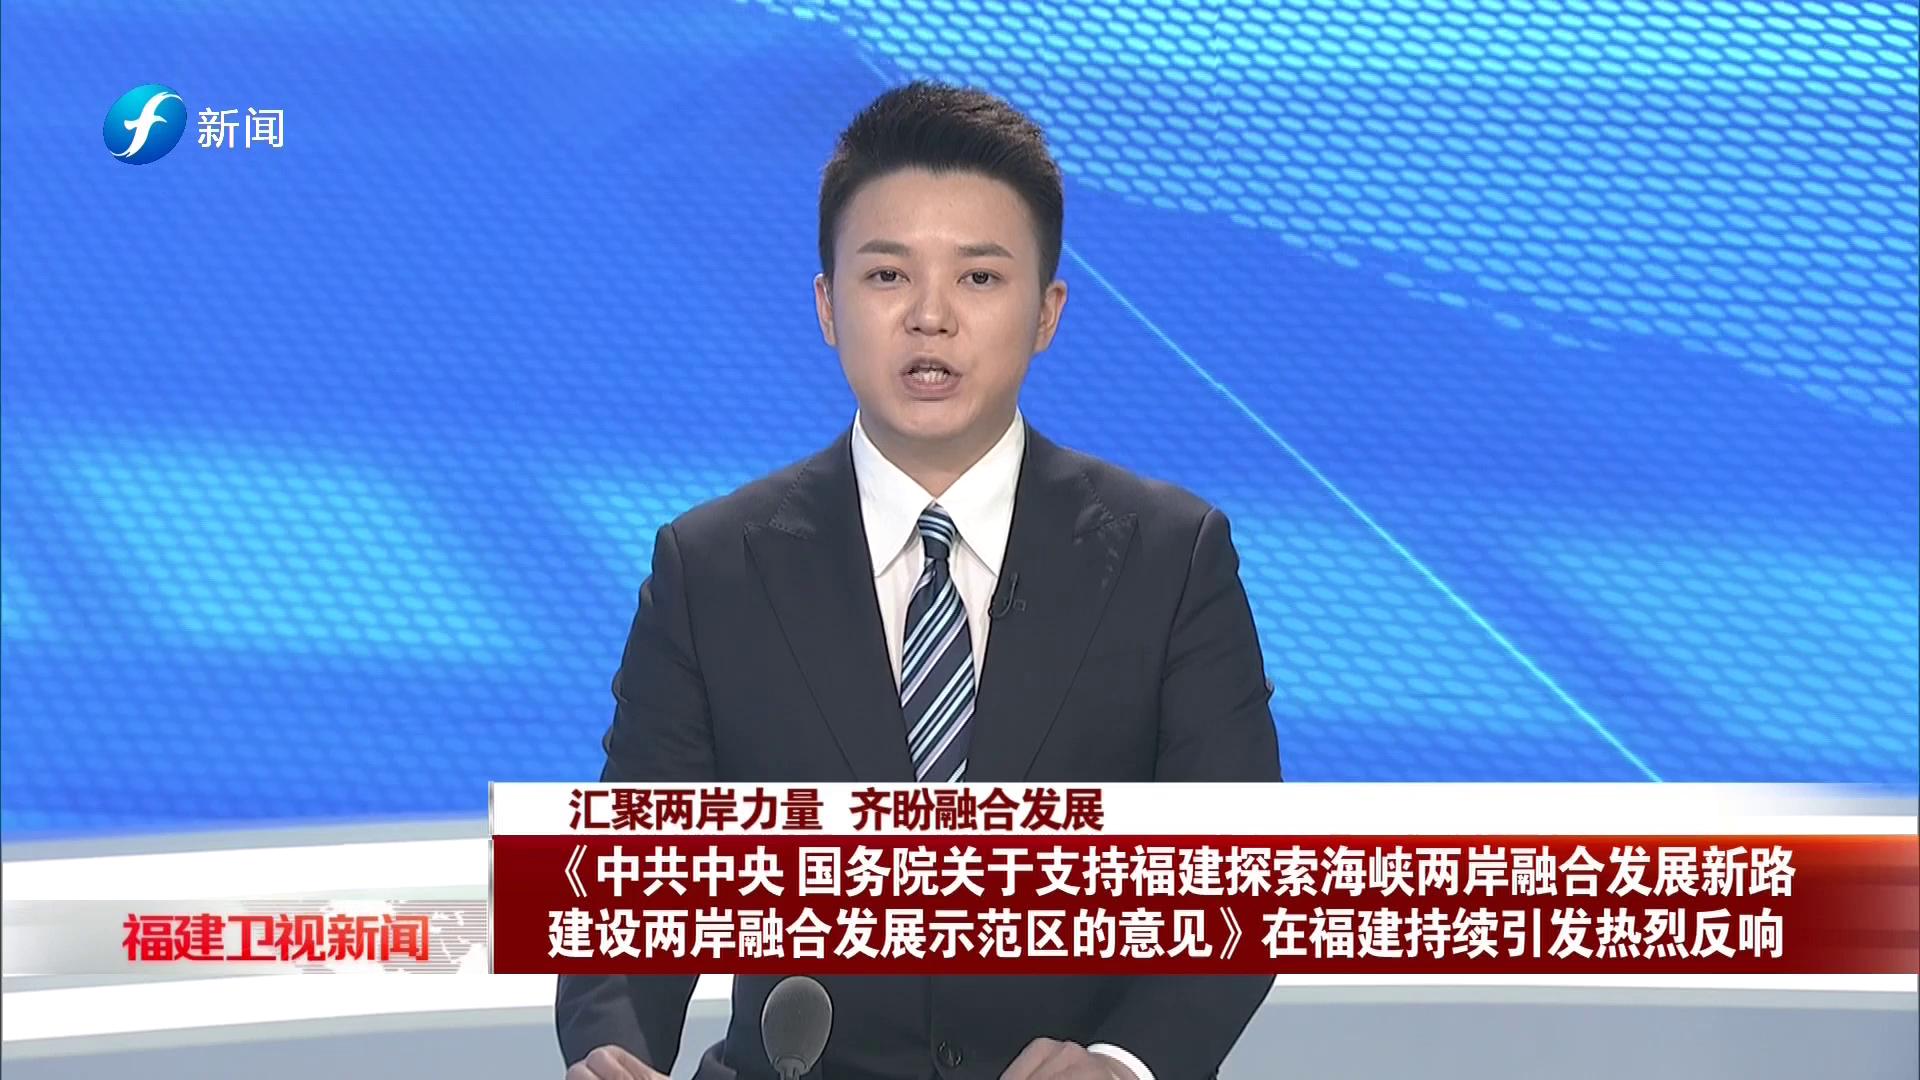 新闻
汇聚两岸力量 齐盼融合发展
《中共中央 国务院关于支持福建探索海峡两岸融合发展新路
建设两岸融合发展示范区的意见》在福建持续引发热烈反响
福建卫视新闻